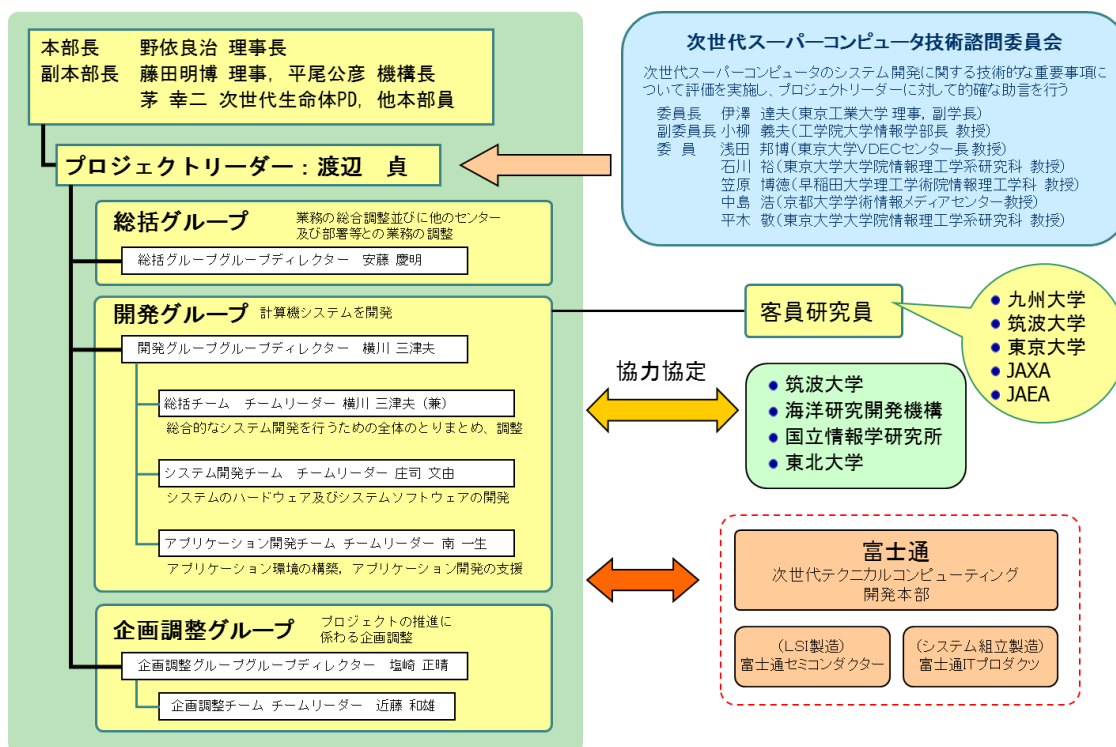 本部長　野依良治 理事長
副本部長　藤田明博 理事, 平尾公彦 機構長
茅 幸二 次世代生命体PD, 他本部員
プロジェクトリーダー：渡辺　貞
総括グループ
業務の総合調整並びに他のセンター
及び部署等との業務の調整
総括グループグループディレクター　安藤 慶明
開発グループ
計算機システムを開発
開発グループグループディレクター　横川 三津夫
総括チーム　チームリーダー 横川 三津夫（兼）
総合的なシステム開発を行うための全体のとりまとめ、調整
システム開発チーム　チームリーダー 庄司 文由
システムのハードウェア及びシステムソフトウェアの開発
アプリケーション開発チーム チームリーダー 南 一生
アプリケーション環境の構築, アプリケーション開発の支援
企画調整グループ
プロジェクトの推進に
係わる企画調整
企画調整グループグループディレクター　塩崎 正晴
企画調整チーム チームリーダー　近藤 和雄
次世代スーパーコンピュータ技術諮問委員会
次世代スーパーコンピュータのシステム開発に関する技術的な重要事項に
ついて評価を実施し、プロジェクトリーダーに対して的確な助言を行う
委員長　伊澤 達夫（東京工業大学 理事, 副学長）
副委員長 小柳 義夫（工学院大学情報学部長 教授）
委 員　浅田 邦博（東京大学VDECセンター長 教授）
石川 裕（東京大学大学院情報理工学系研究科 教授）
笠原 博徳（早稲田大学理工学術院情報理工学科 教授）
中島 浩（京都大学学術情報メディアセンター教授）
平木 敬（東京大学大学院情報理工学系研究科 教授）
客員研究員
九州大学
筑波大学
東京大学
JAXA
JAEA
協力協定
筑波大学
海洋研究開発機構
国立情報学研究所
東北大学
富士通
次世代テクニカルコンピューティング
開発本部
（LSI製造）
富士通セミコンダクター
（システム組立製造）
富士通ITプロダクツ